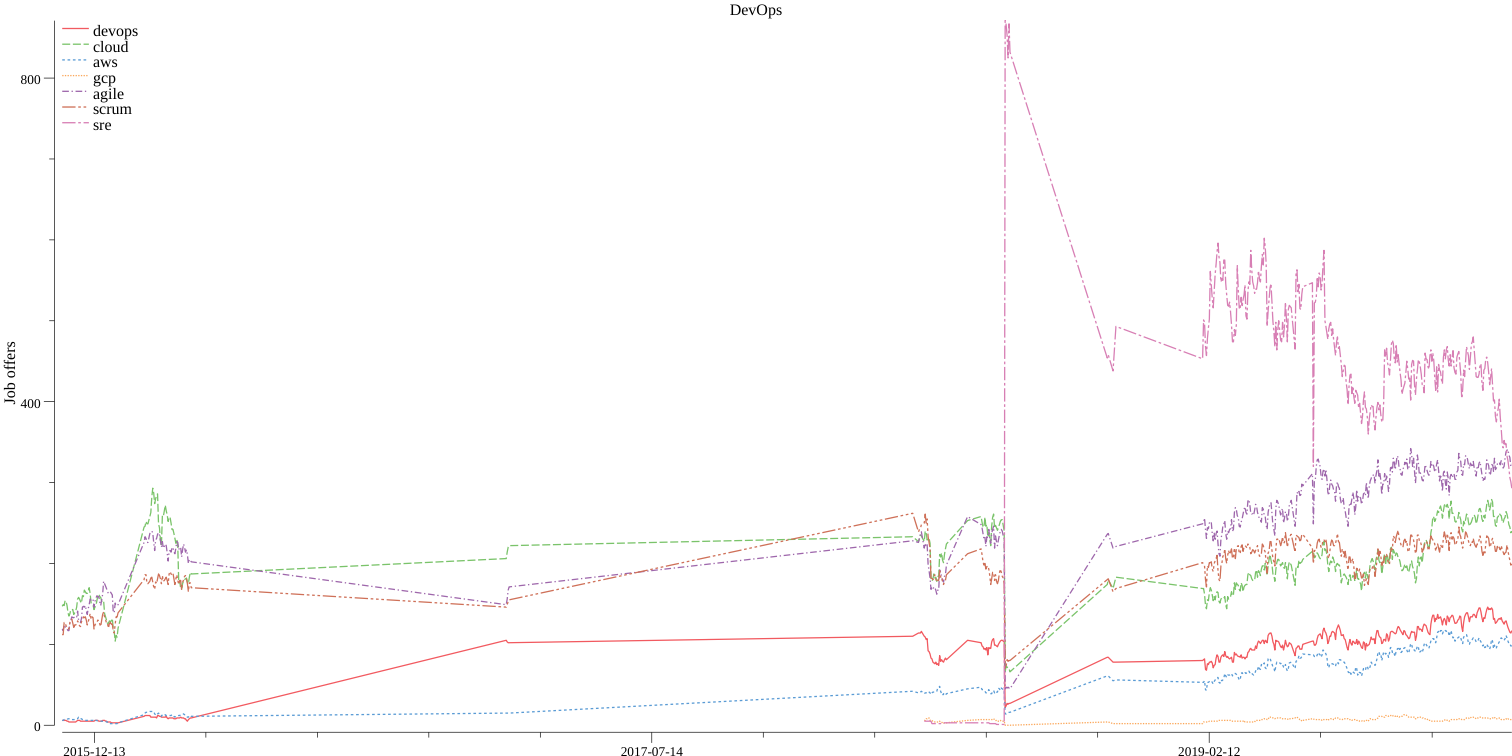 DevOps
devops
cloud
aws
gcp
agile
scrum
sre
800
400
0
Job offers
2015-12-13
2017-07-14
2019-02-12